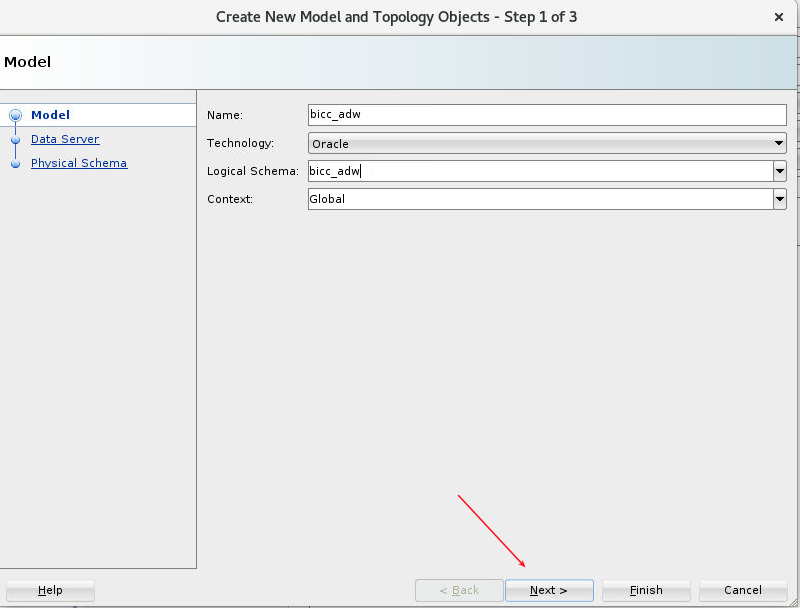 Create New Model and Topology Objects - Step 1 of 3
Model
Model
Data Server
Physical Schema
Name: bicc_adw
Technology: Oracle
Logical Schema: bicc_adw
Context: Global
Help < Back Next > Finish Cancel